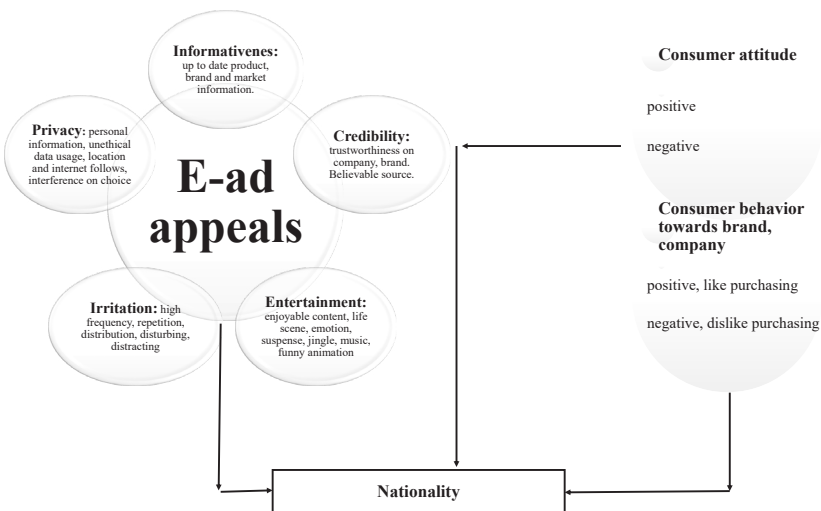 Informativenes:
up to date product,
brand and market
information.
Privacy: personal
information, unethical
data usage, location
and internet follows,
interference on choice
Credibility:
trustworthiness on
company, brand.
Believable source.
E-ad
appeals
Irritation: high
frequency, repetition,
distribution, disturbing,
distracting
Entertainment:
enjoyable content, life
scene, emotion,
suspense, jingle, music,
funny animation
Consumer attitude
positive
negative
Consumer behavior
towards brand,
company
positive, like purchasing
negative, dislike purchasing
Nationality